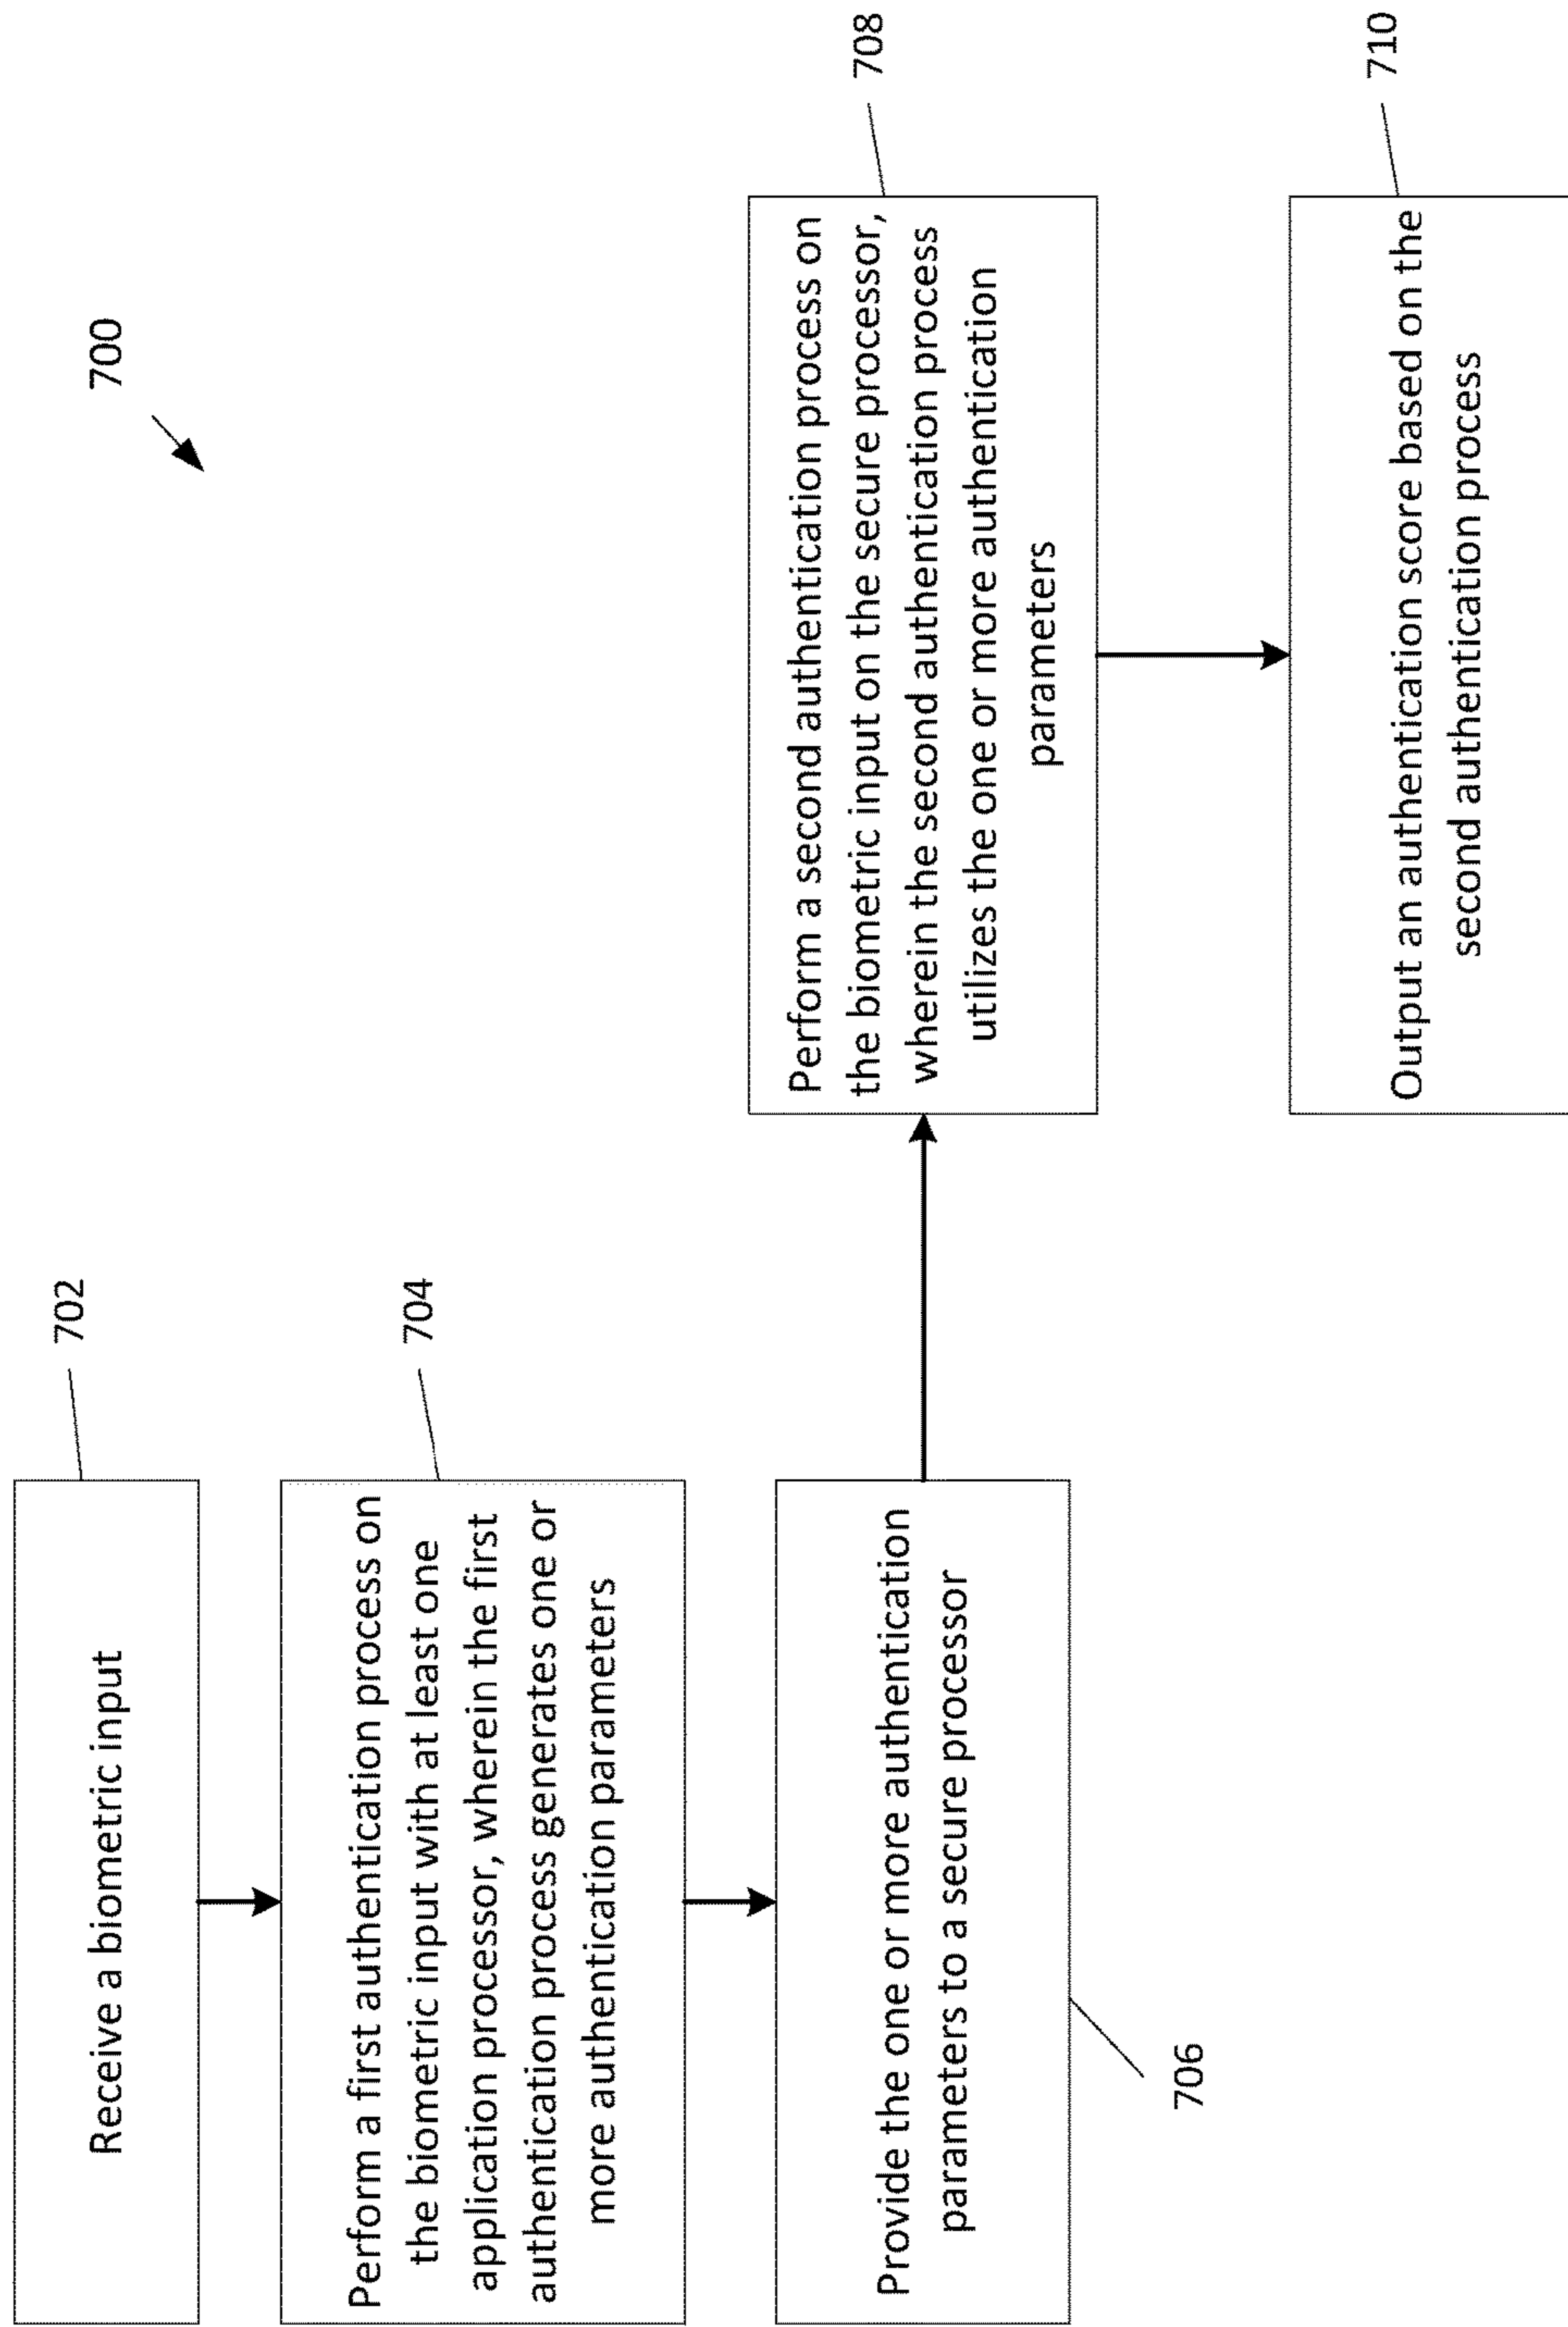 700
702
Receive a biometric input
704
Perform a first authentication process on
the biometric input with at least one
application processor, wherein the first
authentication process generates one or
more authentication parameters
Provide the one or more authentication
parameters to a secure processor
706
708
Perform a second authentication process on
the biometric input on the secure processor,
wherein the second authentication process
utilizes the one or more authentication
parameters
710
Output an authentication score based on the
second authentication process